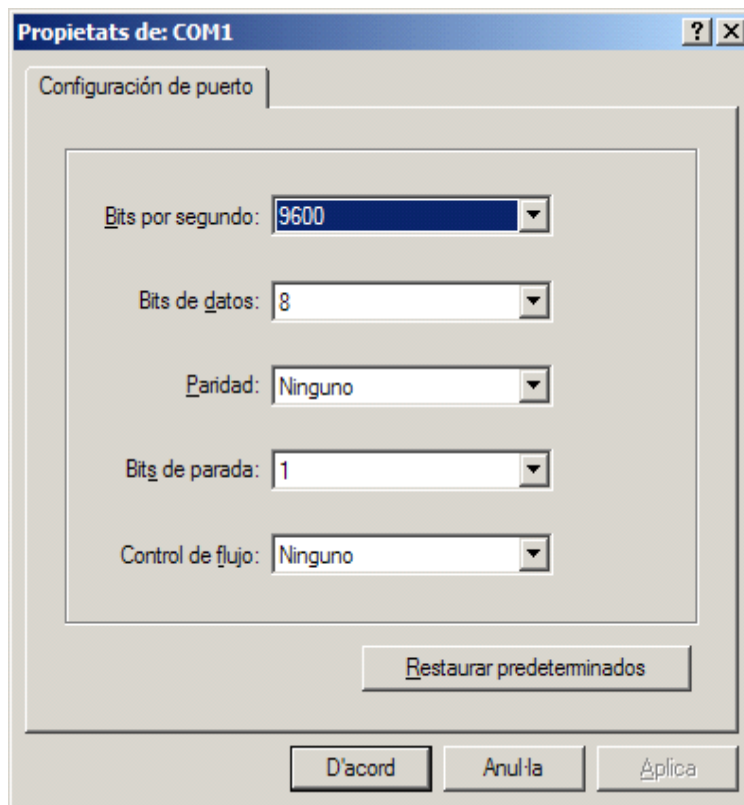 Propietats de: COM1
Configuración de puerto
Bits por segundo: 9600
Bits de datos: 8
Paridad: Ninguno
Bits de parada: 1
Control de flujo: Ninguno
Restaurar predeterminados
D'acord Anul·la Aplica